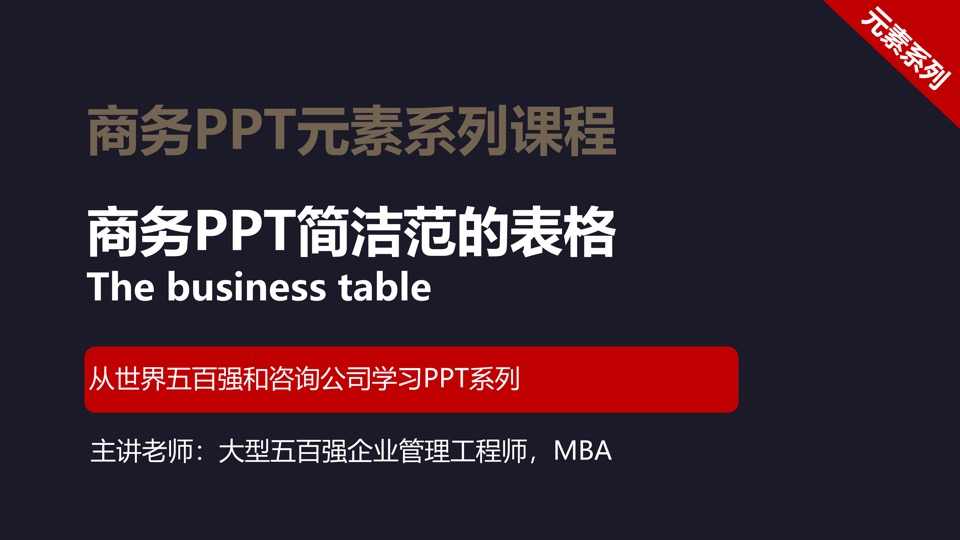 元素系列
商务PPT元素系列课程
商务PPT简洁范的表格
The business table
从世界五百强和咨询公司学习PPT系列
主讲老师：大型五百强企业管理工程师，MBA